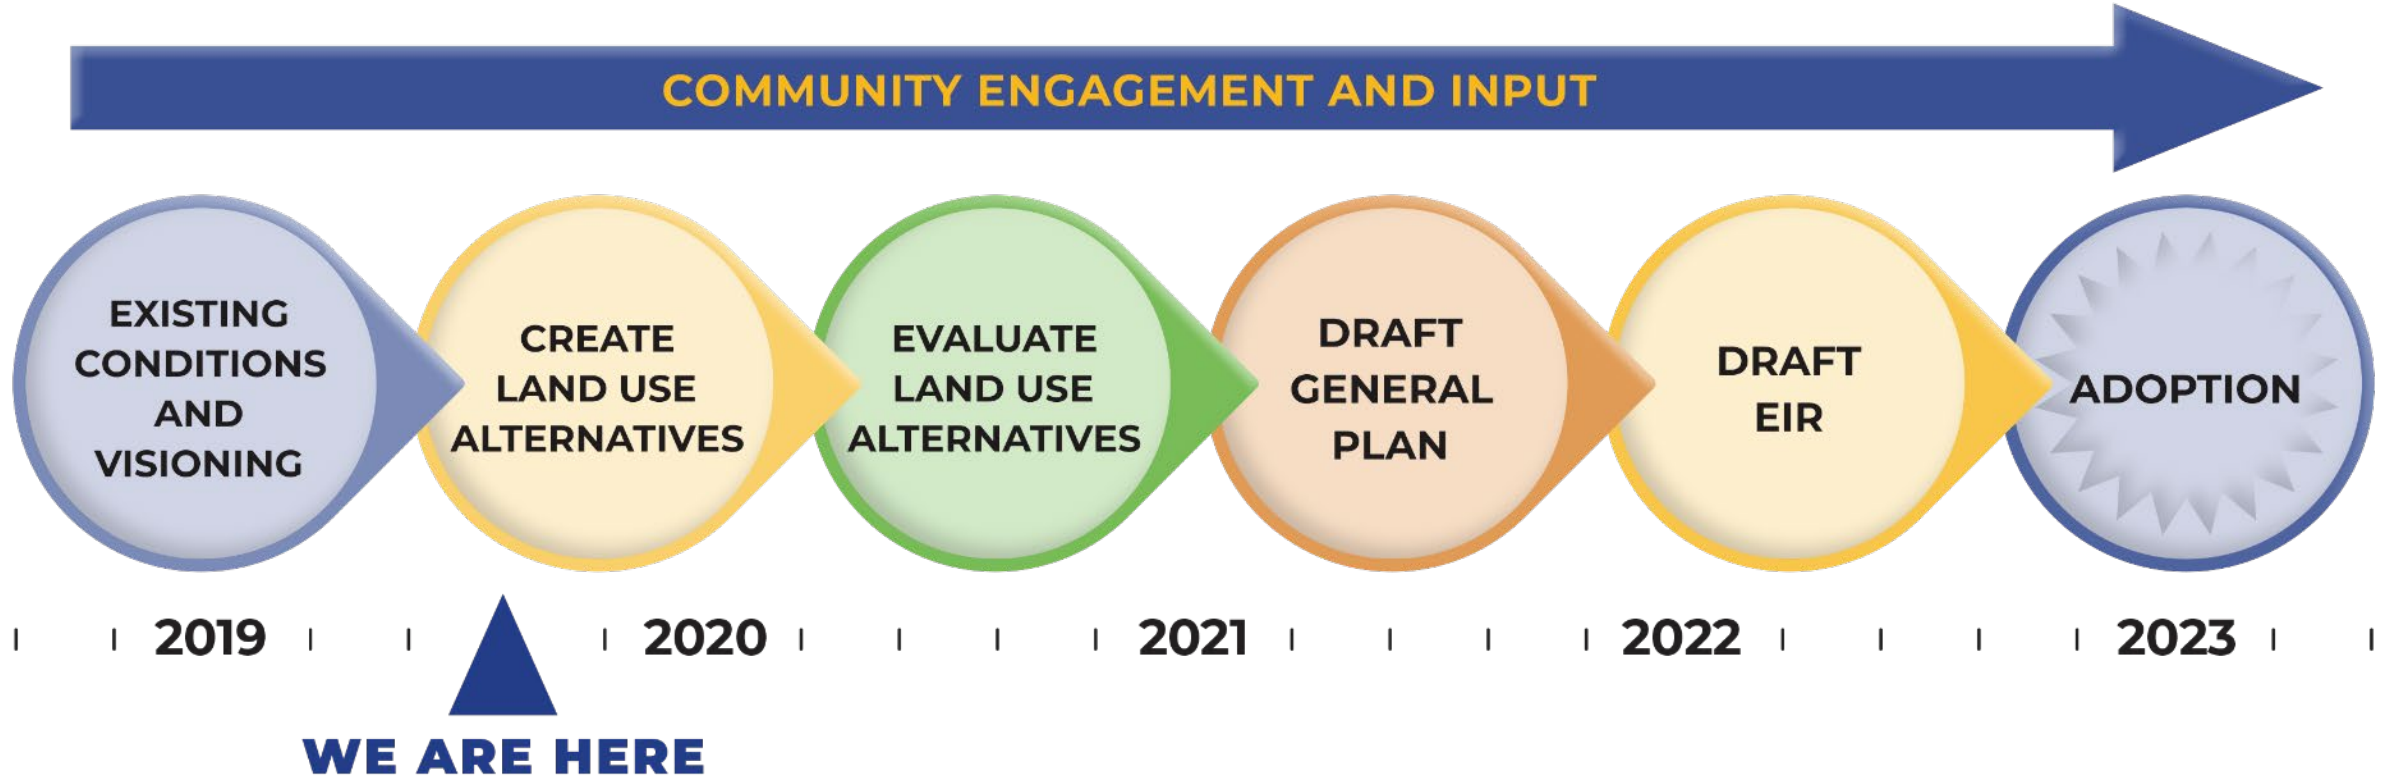 COMMUNITY ENGAGEMENT AND INPUT
EXISTING
CONDITIONS
AND
VISIONING
CREATE
LAND USE
ALTERNATIVES
EVALUATE
LAND USE
ALTERNATIVES
DRAFT
GENERAL
PLAN
DRAFT
EIR
ADOPTION
2019 2020 2021 2022 2023
WE ARE HERE